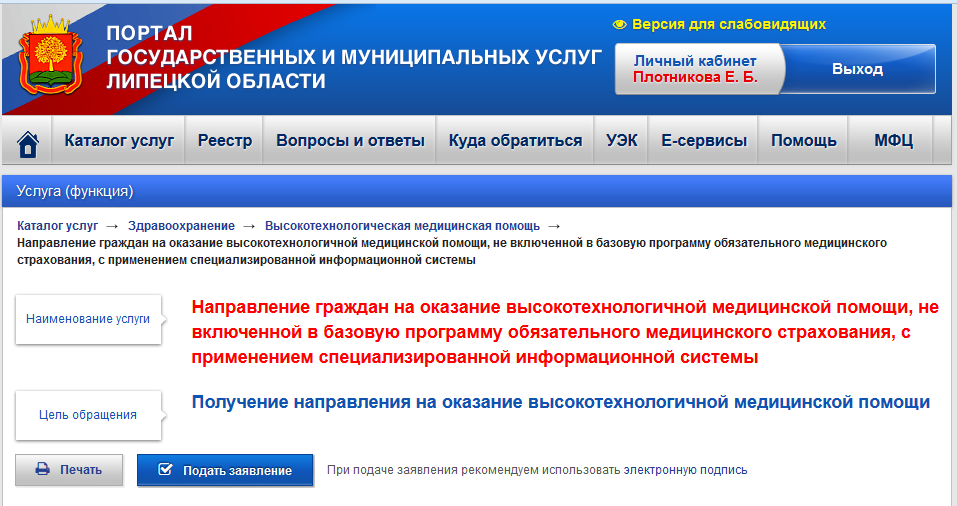 ПОРТАЛ
ГОСУДАРСТВЕННЫХ И МУНИЦИПАЛЬНЫХ УСЛУГ
ЛИПЕЦКОЙ ОБЛАСТИ
Версия для слабовидящих
Личный кабинет
Плотникова Е. Б.
Выход
Каталог услуг Реестр Вопросы и ответы Куда обратиться УЭК Е-сервисы Помощь МФЦ
Услуга (функция)
Каталог услуг → Здравоохранение → Высокотехнологическая медицинская помощь →
Направление граждан на оказание высокотехнологичной медицинской помощи, не включенной в базовую программу обязательного медицинского
страхования, с применением специализированной информационной системы
Наименование услуги
Направление граждан на оказание высокотехнологичной медицинской помощи, не
включенной в базовую программу обязательного медицинского страхования, с
применением специализированной информационной системы
Цель обращения
Получение направления на оказание высокотехнологичной медицинской помощи
Печать
Подать заявление
При подаче заявления рекомендуем использовать электронную подпись